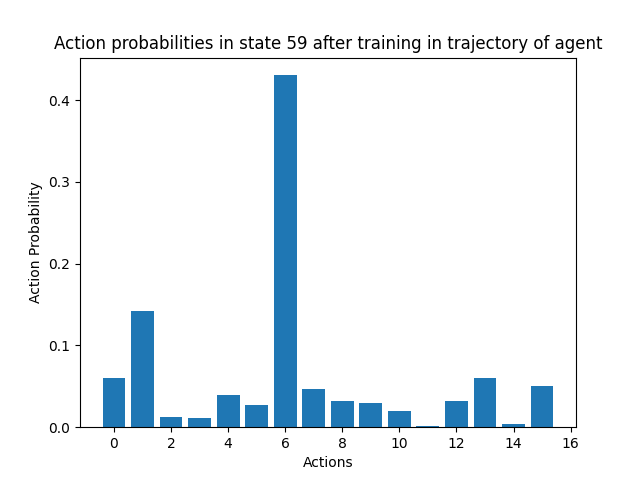 Action probabilities in state 59 after training in trajectory of agent
0.4
0.3
0.2
0.1
0.0
Action Probability
0 2 4 6 8 10 12 14 16
Actions